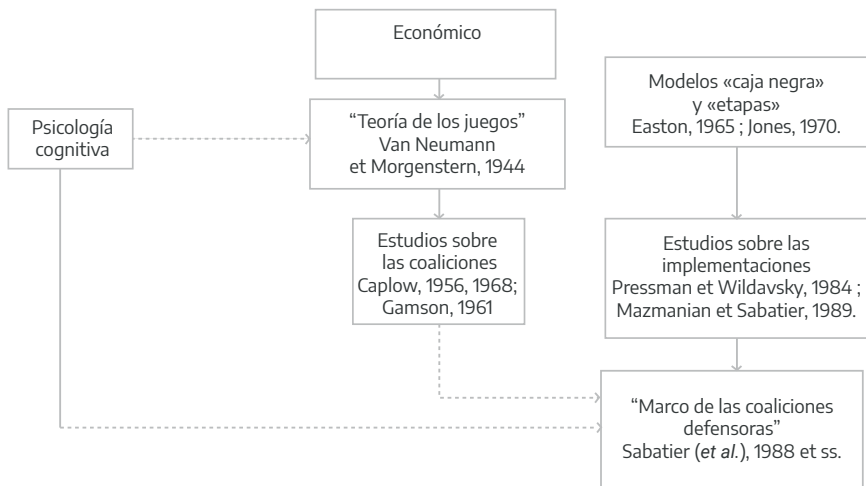 Económico
Modelos «caja negra»
y «etapas»
Easton, 1965 ; Jones, 1970.
Psicología
cognitiva
“Teoría de los juegos”
Van Neumann
et Morgenstern, 1944
Estudios sobre
las coaliciones
Caplow, 1956, 1968;
Gamson, 1961
Estudios sobre las
implementaciones
Pressman et Wildavsky, 1984 ;
Mazmanian et Sabatier, 1989.
“Marco de las coaliciones
defensoras”
Sabatier (et al.), 1988 et ss.